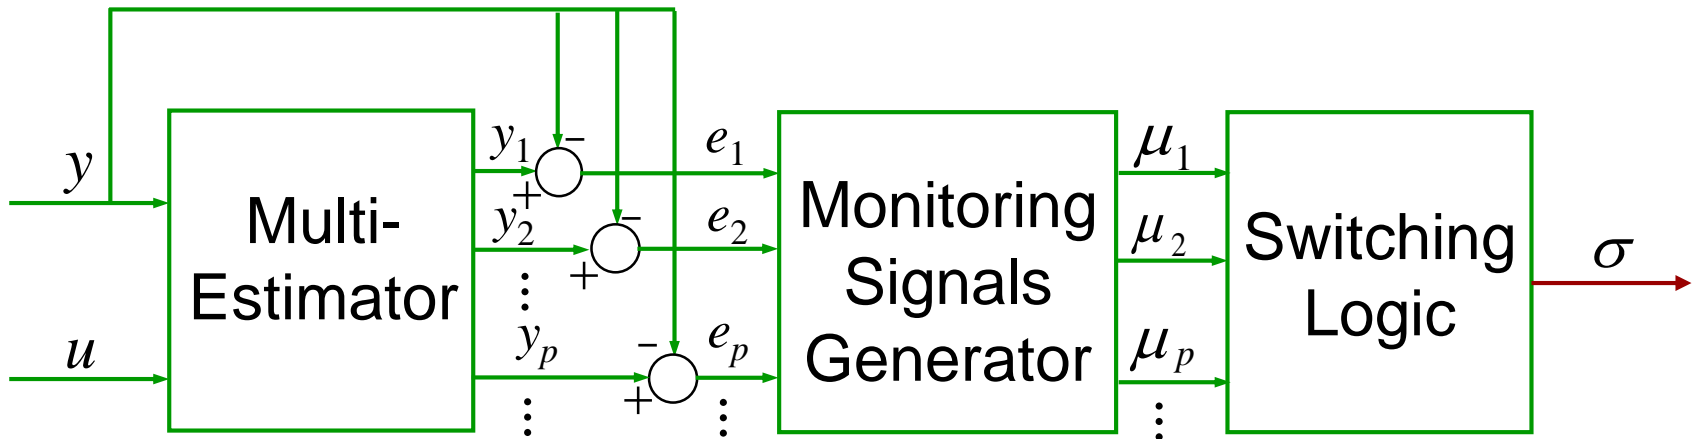 y
u
Multi-
Estimator
y₁
-
+
y₂
-
+
⋮
yₚ
-
+
⋮
e₁
e₂
eₚ
⋮
Monitoring
Signals
Generator
μ₁
μ₂
μₚ
⋮
Switching
Logic
σ